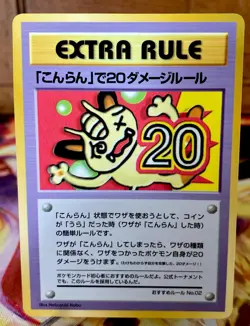 EXTRA RULE
「こんらん」で20ダメージルール
20
「こんらん」状態でワザを使おうとして、コイン
が「うら」だった時(ワザが「こんらん」した時)
の簡単ルールです。
ワザが「こんらん」してしまったら、ワザの種類
に関係なく、ワザをつかったポケモン自身が20
ダメージをうけます。
ポケモンカード初心者におすすめのルールだよ。公式トーナメント
でも、このルールを採用しているんだ。
おすすめルール No.02